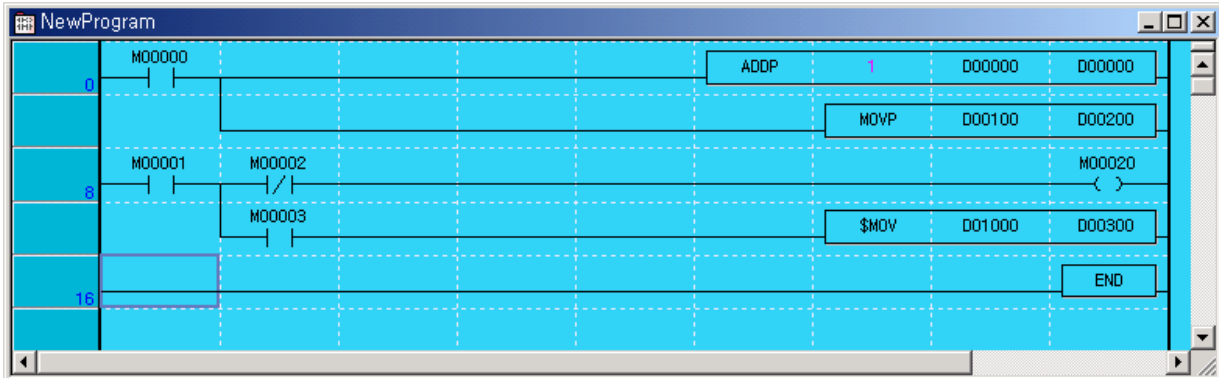 NewProgram
M00000
0 ADDP 1 D00000 D00000
MOVP D00100 D00200
M00001 M00002 M00020
8
M00003
$MOV D01000 D00300
END
16